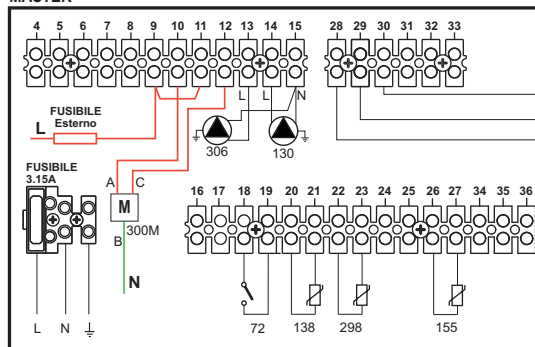 MASTER
4 5 6 7 8 9 10 11 12 13 14 15 28 29 30 31 32 33
L L N
FUSIBILE
Esterno
L
306 130
FUSIBILE
3.15A
A C
M
300M
B
N
16 17 18 19 20 21 22 23 24 25 26 27 34 35 36
L N
72 138 298 155